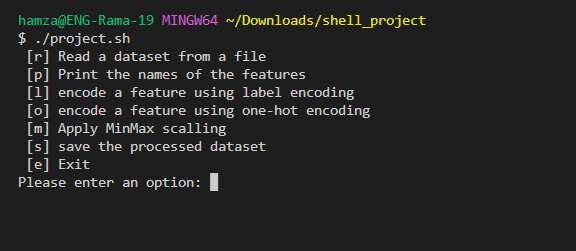 hamza@ENG-Rama-19 MINGW64 ~/Downloads/shell_project
$ ./project.sh
[r] Read a dataset from a file
[p] Print the names of the features
[l] encode a feature using label encoding
[o] encode a feature using one-hot encoding
[m] Apply MinMax scalling
[s] save the processed dataset
[e] Exit
Please enter an option: